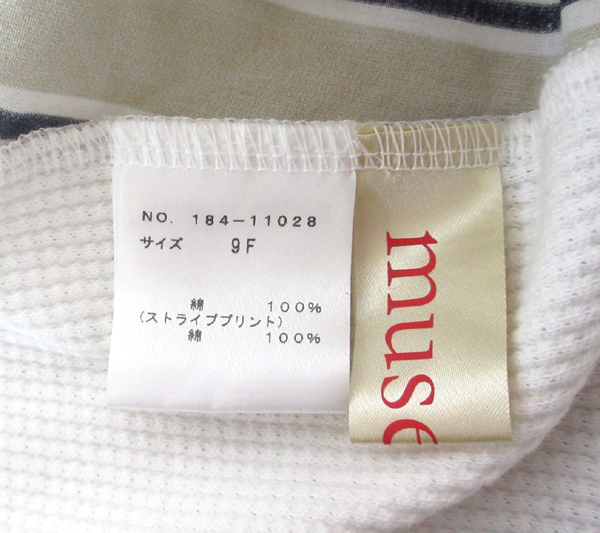 NO. 184-11028
サイズ 9F
綿 100%
(ストライププリント)
綿 100%
muse